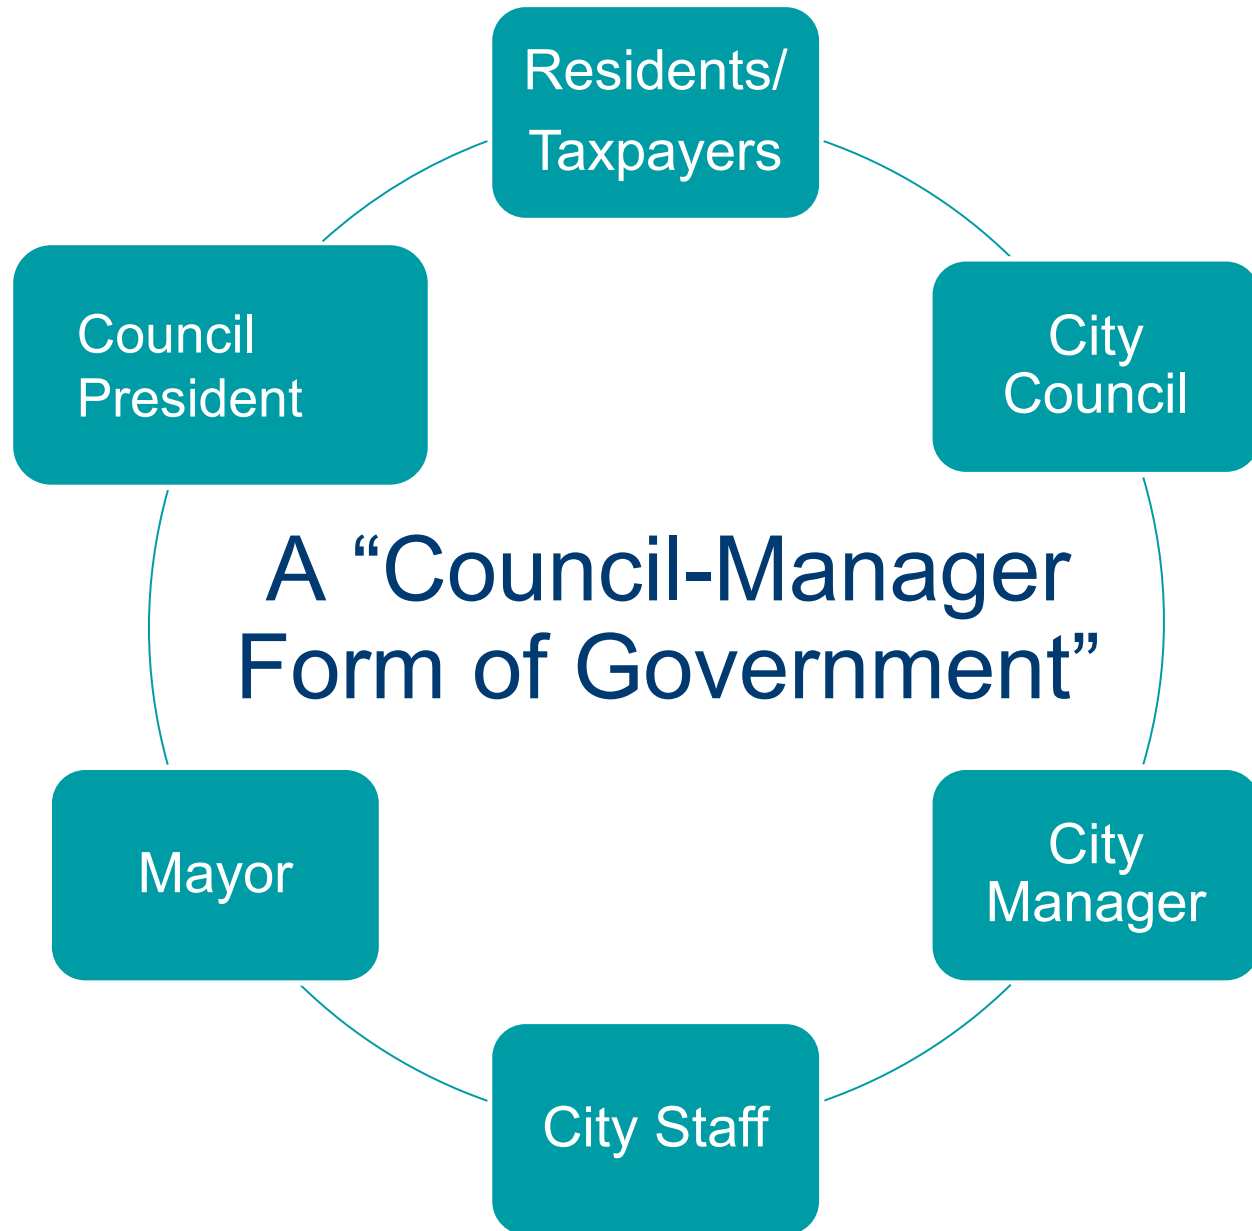 Residents/
Taxpayers
City
Council
City
Manager
City Staff
Mayor
Council
President
A “Council-Manager
Form of Government”